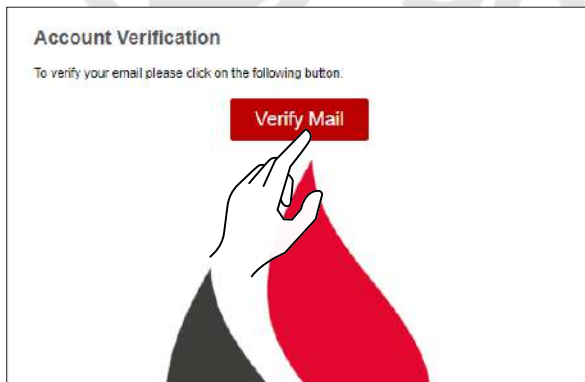 Account Verification
To verify your email please click on the following button.
Verify Mail